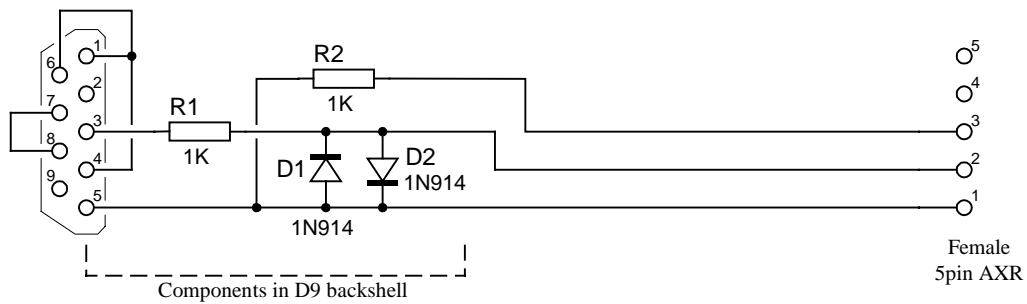 1
6
2
7
3
8
4
9
5
R1
1K
R2
1K
D1
1N914
D2
1N914
5
4
3
2
1
Female
5pin AXR
Components in D9 backshell